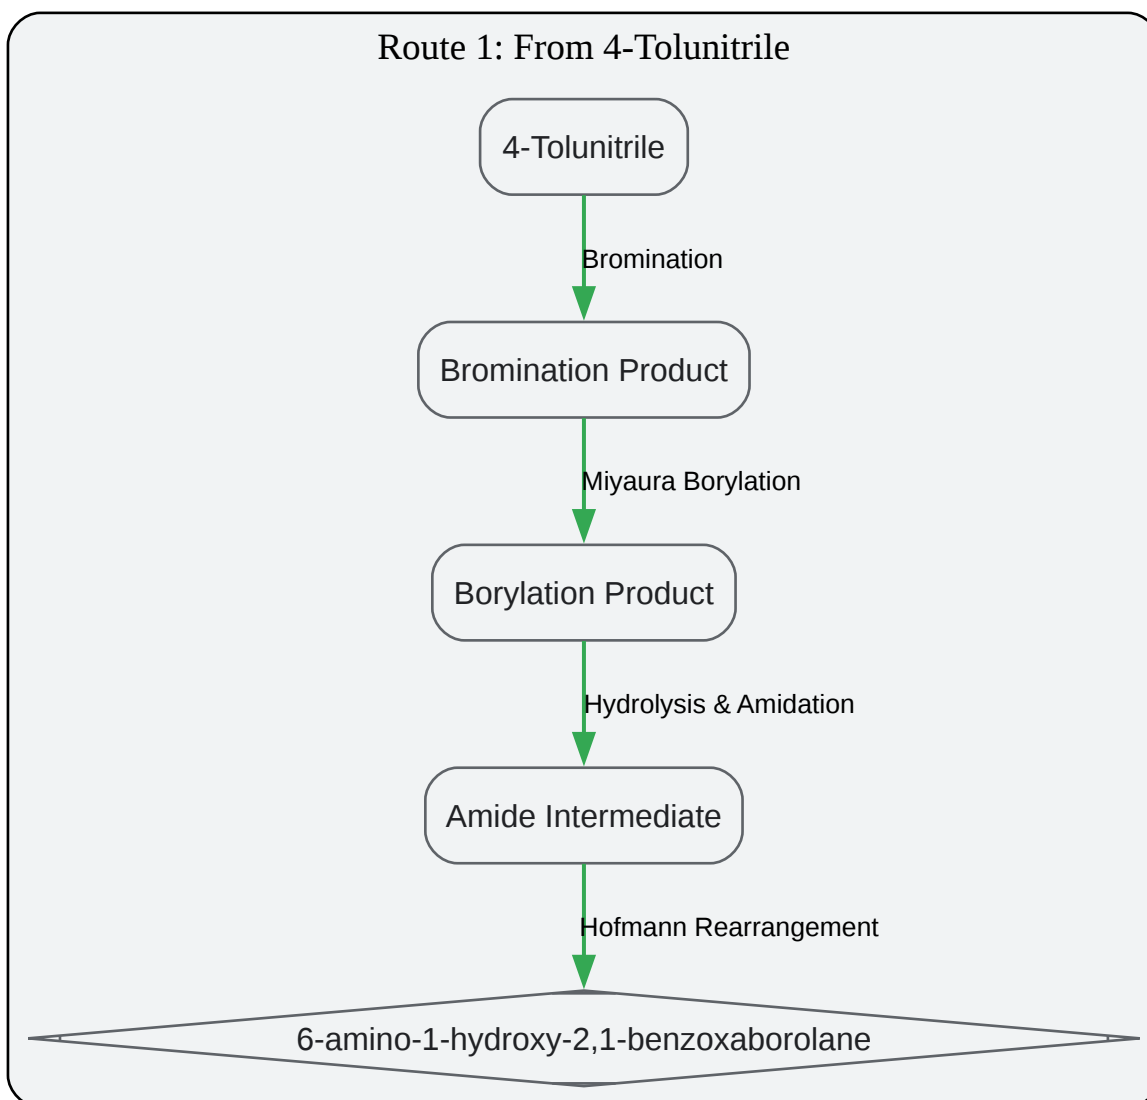 Route 1: From 4-Tolunitrile
4-Tolunitrile
Bromination
Bromination Product
Miyaura Borylation
Borylation Product
Hydrolysis & Amidation
Amide Intermediate
Hofmann Rearrangement
6-amino-1-hydroxy-2,1-benzoxaborolane